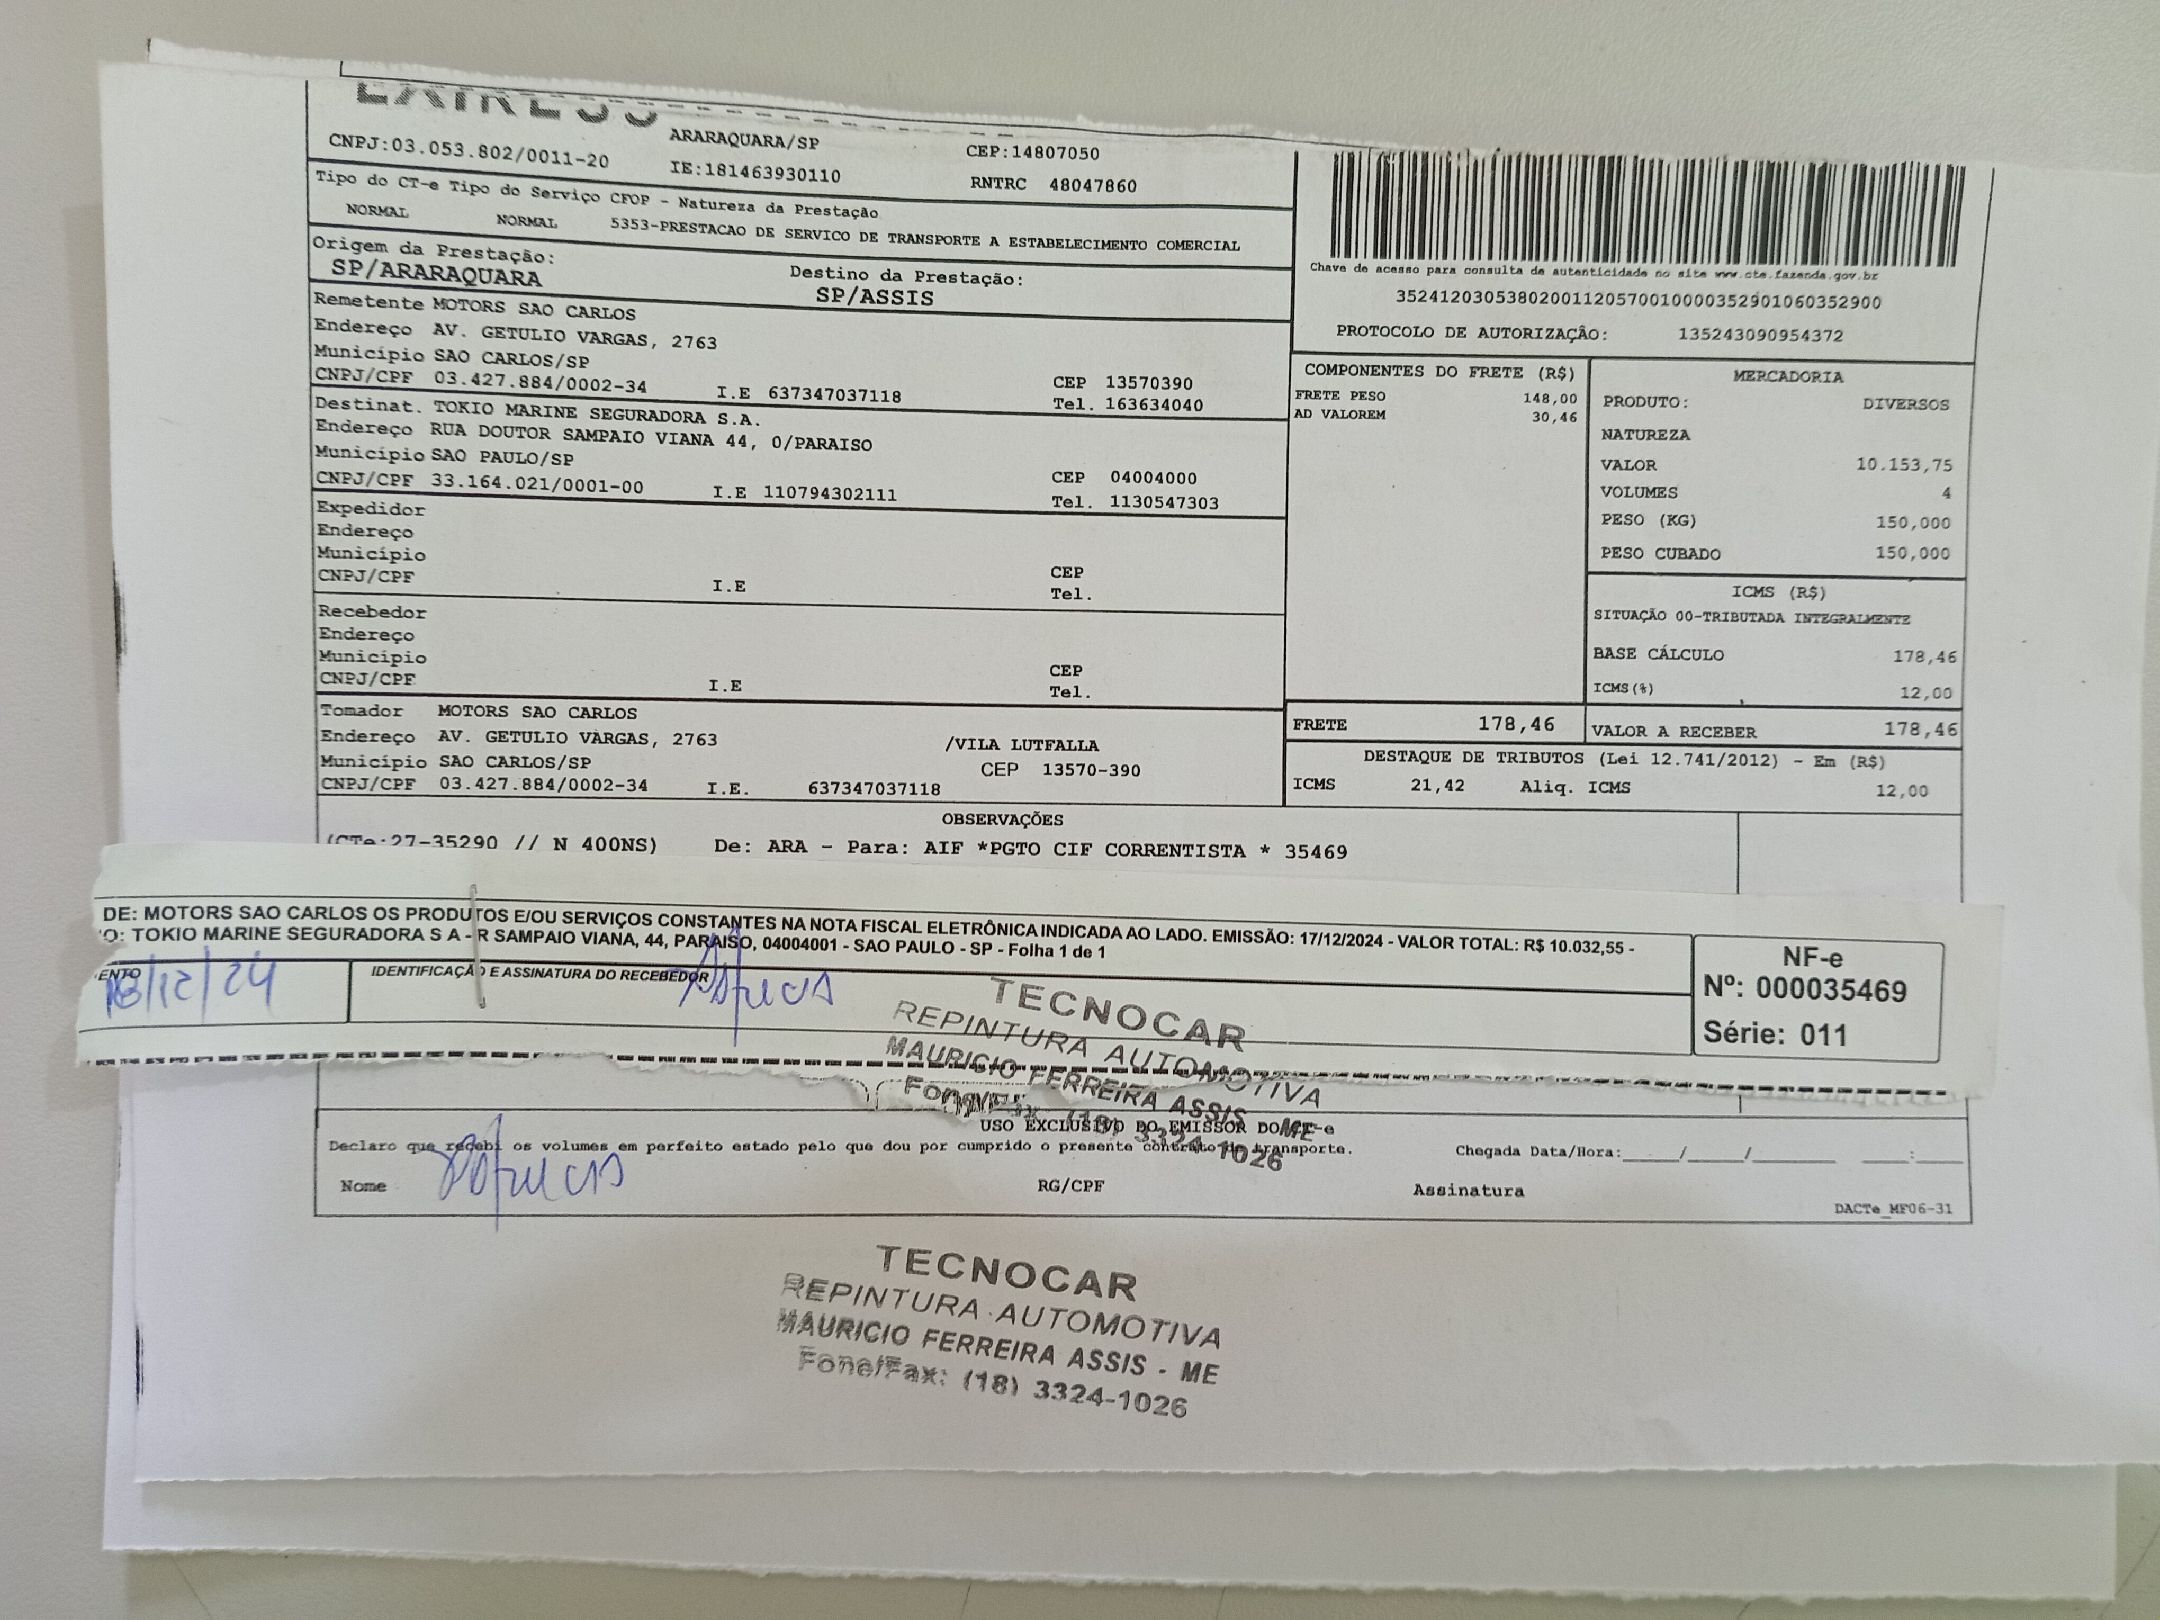 EXPRESS
CNPJ:03.053.802/0011-20
ARARAQUARA/SP
IE:181463930110
CEP:14807050
RNTRC 48047860
Tipo do CT-e Tipo do Serviço CFOP - Natureza da Prestação
NORMAL NORMAL 5353-PRESTACAO DE SERVICO DE TRANSPORTE A ESTABELECIMENTO COMERCIAL
Origem da Prestação:
SP/ARARAQUARA
Destino da Prestação:
SP/ASSIS
Remetente MOTORS SAO CARLOS
Endereço AV. GETULIO VARGAS, 2763
Município SAO CARLOS/SP
CEP 13570390
CNPJ/CPF 03.427.884/0002-34 I.E 637347037118 Tel. 163634040
Destinat. TOKIO MARINE SEGURADORA S.A.
Endereço RUA DOUTOR SAMPAIO VIANA 44, 0/PARAISO
Município SAO PAULO/SP
CEP 04004000
CNPJ/CPF 33.164.021/0001-00 I.E 110794302111 Tel. 1130547303
Expedidor
Endereço
Município
CEP
CNPJ/CPF I.E Tel.
Recebedor
Endereço
Município
CEP
CNPJ/CPF I.E Tel.
Tomador MOTORS SAO CARLOS
Endereço AV. GETULIO VARGAS, 2763 /VILA LUTFALLA
Município SAO CARLOS/SP CEP 13570-390
CNPJ/CPF 03.427.884/0002-34 I.E. 637347037118
Chave de acesso para consulta de autenticidade no site www.cte.fazenda.gov.br
35241203053802001120570010000352901060352900
PROTOCOLO DE AUTORIZAÇÃO: 135243090954372
COMPONENTES DO FRETE (R$)
FRETE PESO 148,00
AD VALOREM 30,46
MERCADORIA
PRODUTO: DIVERSOS
NATUREZA
VALOR 10.153,75
VOLUMES 4
PESO (KG) 150,000
PESO CUBADO 150,000
ICMS (R$)
SITUAÇÃO 00-TRIBUTADA INTEGRALMENTE
BASE CÁLCULO 178,46
ICMS(%) 12,00
FRETE 178,46 VALOR A RECEBER 178,46
DESTAQUE DE TRIBUTOS (Lei 12.741/2012) - Em (R$)
ICMS 21,42 Aliq. ICMS 12,00
OBSERVAÇÕES
(CTe:27-35290 // N 400NS) De: ARA - Para: AIF *PGTO CIF CORRENTISTA * 35469
DE: MOTORS SAO CARLOS OS PRODUTOS E/OU SERVIÇOS CONSTANTES NA NOTA FISCAL ELETRÔNICA INDICADA AO LADO. EMISSÃO: 17/12/2024 - VALOR TOTAL: R$ 10.032,55 -
O: TOKIO MARINE SEGURADORA S A - R SAMPAIO VIANA, 44, PARAISO, 04004001 - SAO PAULO - SP - Folha 1 de 1
ENTO
18/12/24
IDENTIFICAÇÃO E ASSINATURA DO RECEBEDOR
NF-e
Nº: 000035469
Série: 011
TECNOCAR
REPINTURA AUTOMOTIVA
MAURICIO FERREIRA ASSIS - ME
Fone/Fax: (18) 3324-1026
USO EXCLUSIVO DO EMISSOR DO CT-e
Declaro que recebi os volumes em perfeito estado pelo que dou por cumprido o presente contrato de transporte.
Chegada Data/Hora:____/____/____ ____:____
Nome RG/CPF Assinatura
DACTe_MF06-31
TECNOCAR
REPINTURA AUTOMOTIVA
MAURICIO FERREIRA ASSIS - ME
Fone/Fax: (18) 3324-1026